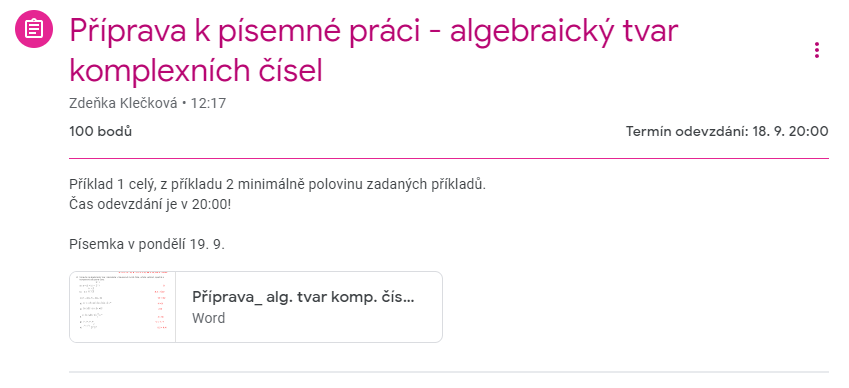 Příprava k písemné práci - algebraický tvar
komplexních čísel
Zdeňka Klečková • 12:17
100 bodů
Termín odevzdání: 18. 9. 20:00
Příklad 1 celý, z příkladu 2 minimálně polovinu zadaných příkladů.
Čas odevzdání je v 20:00!
Písemka v pondělí 19. 9.
Příprava_ alg. tvar komp. čís...
Word